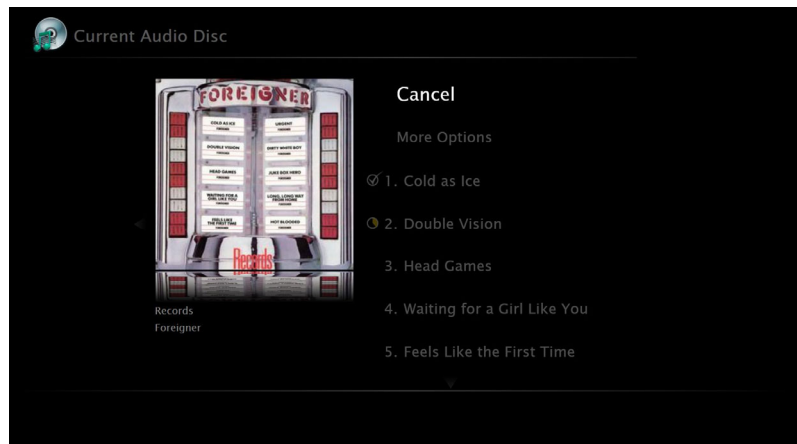 Current Audio Disc
FOREIGNER
COLD AS ICE
URGENT
DOUBLE VISION
DIRTY WHITE BOY
HEAD GAMES
JUKE BOX HERO
WAITING FOR A
GIRL LIKE YOU
LONG, LONG WAY
FROM HOME
FEELS LIKE
THE FIRST TIME
HOT BLOODED
Records
Records
Foreigner
Cancel
More Options
1. Cold as Ice
2. Double Vision
3. Head Games
4. Waiting for a Girl Like You
5. Feels Like the First Time